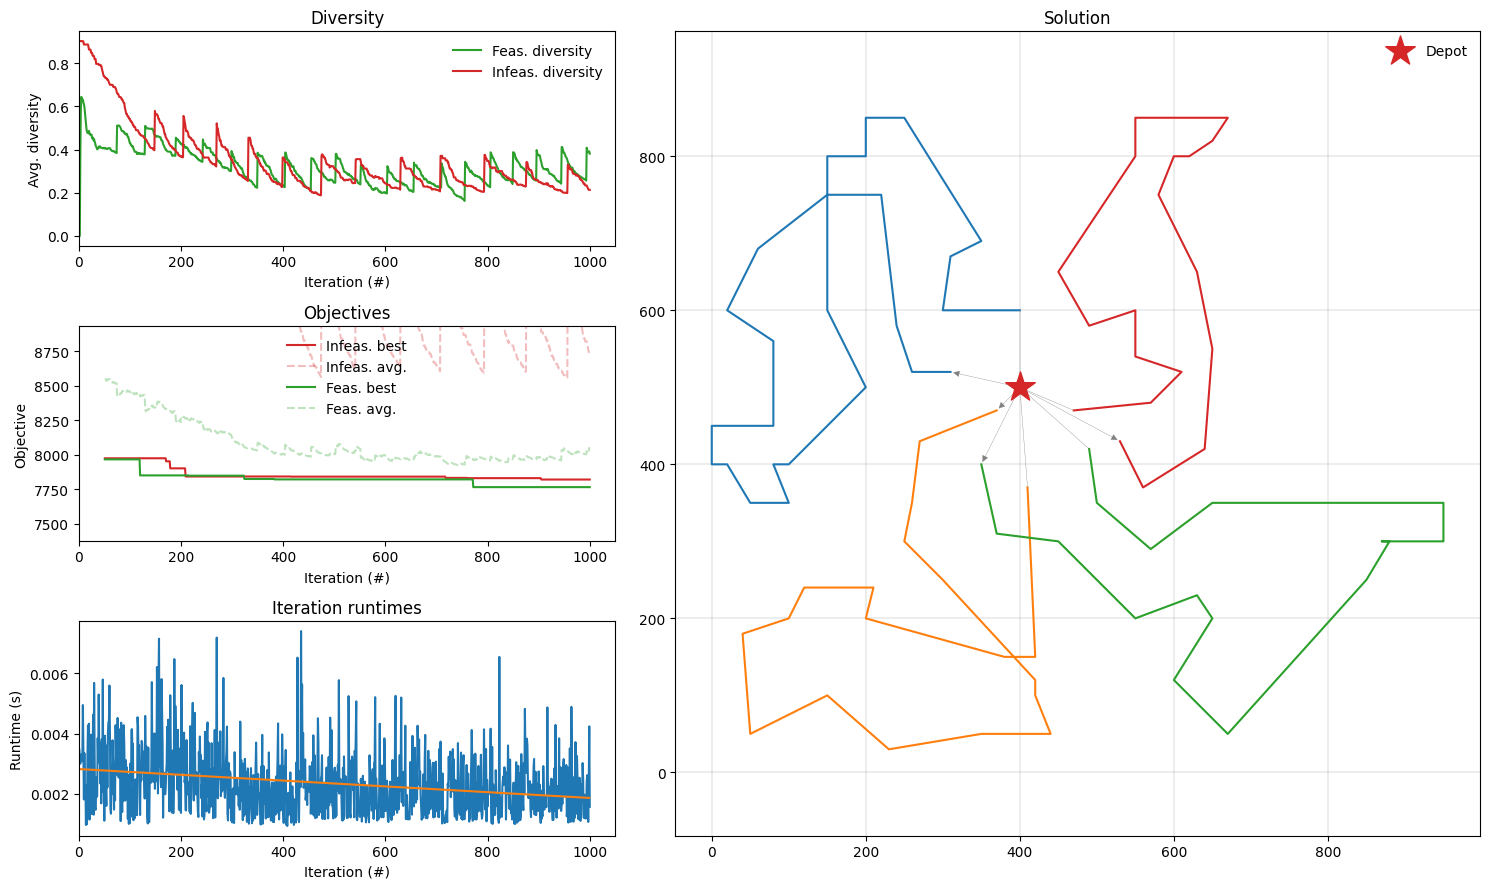 Diversity
Avg. diversity
0.8
0.6
0.4
0.2
0.0
0 200 400 600 800 1000
Iteration (#)
Feas. diversity
Infeas. diversity
Objectives
Objective
8750
8500
8250
8000
7750
7500
0 200 400 600 800 1000
Iteration (#)
Infeas. best
Infeas. avg.
Feas. best
Feas. avg.
Iteration runtimes
Runtime (s)
0.006
0.004
0.002
0 200 400 600 800 1000
Iteration (#)
Solution
Depot
800
600
400
200
0
0 200 400 600 800